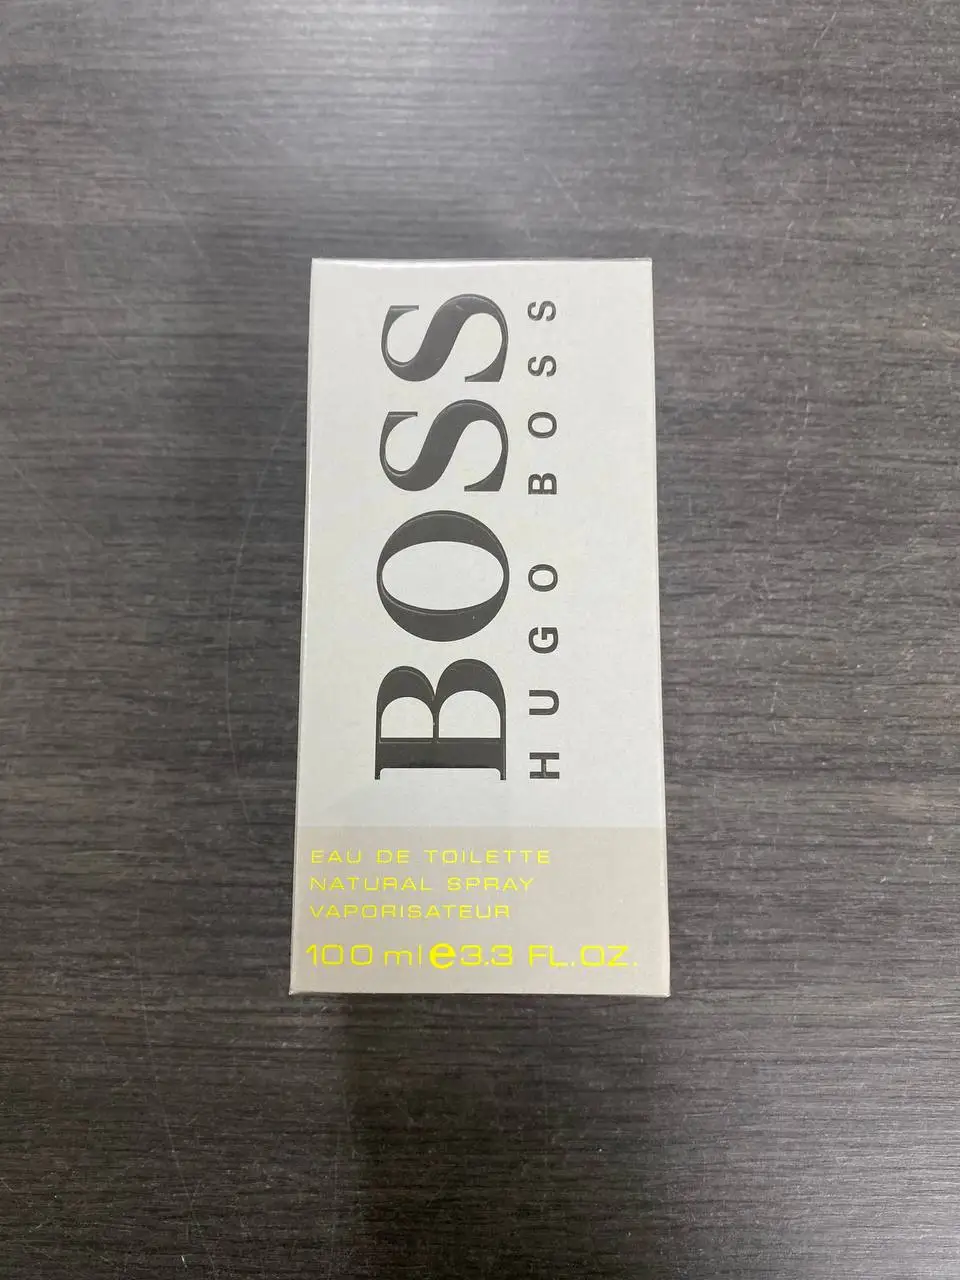 BOSS
HUGO BOSS
EAU DE TOILETTE
NATURAL SPRAY
VAPORISATEUR
100 ml e 3.3 FL.OZ.